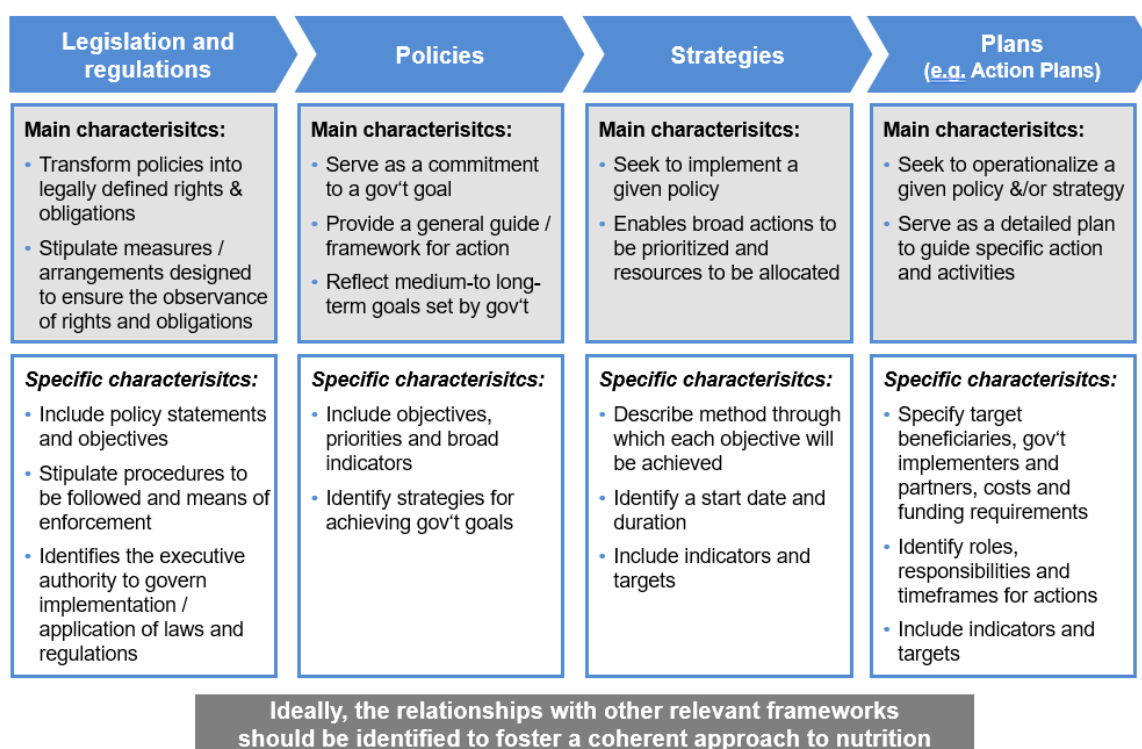 Legislation and
regulations
Policies
Strategies
Plans
(e.g. Action Plans)
Main characterisitcs:
• Transform policies into
legally defined rights &
obligations
• Stipulate measures /
arrangements designed
to ensure the observance
of rights and obligations
Main characterisitcs:
• Serve as a commitment
to a gov‘t goal
• Provide a general guide /
framework for action
• Reflect medium-to long-
term goals set by gov‘t
Main characterisitcs:
• Seek to implement a
given policy
• Enables broad actions to
be prioritized and
resources to be allocated
Main characterisitcs:
• Seek to operationalize a
given policy &/or strategy
• Serve as a detailed plan
to guide specific action
and activities
Specific characterisitcs:
• Include policy statements
and objectives
• Stipulate procedures to
be followed and means of
enforcement
• Identifies the executive
authority to govern
implementation /
application of laws and
regulations
Specific characterisitcs:
• Include objectives,
priorities and broad
indicators
• Identify strategies for
achieving gov‘t goals
Specific characterisitcs:
• Describe method through
which each objective will
be achieved
• Identify a start date and
duration
• Include indicators and
targets
Specific characterisitcs:
• Specify target
beneficiaries, gov‘t
implementers and
partners, costs and
funding requirements
• Identify roles,
responsibilities and
timeframes for actions
• Include indicators and
targets
Ideally, the relationships with other relevant frameworks
should be identified to foster a coherent approach to nutrition